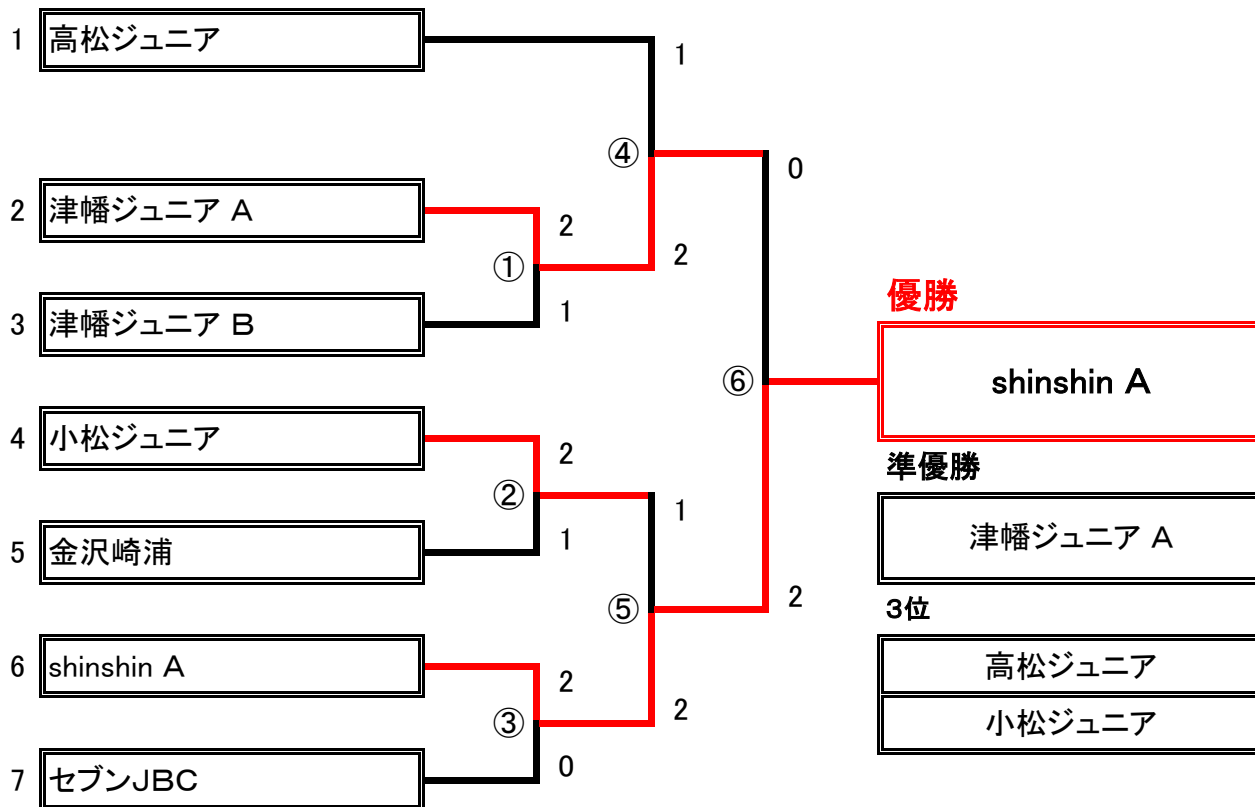 1 高松ジュニア
1
④
0
2 津幡ジュニア A
2
①
2
1
3 津幡ジュニア B
優勝
⑥
shinshin A
4 小松ジュニア
2
準優勝
②
1
1
津幡ジュニア A
5 金沢崎浦
⑤
2
3位
6 shinshin A
高松ジュニア
2
③
2
小松ジュニア
0
7 セブンJBC